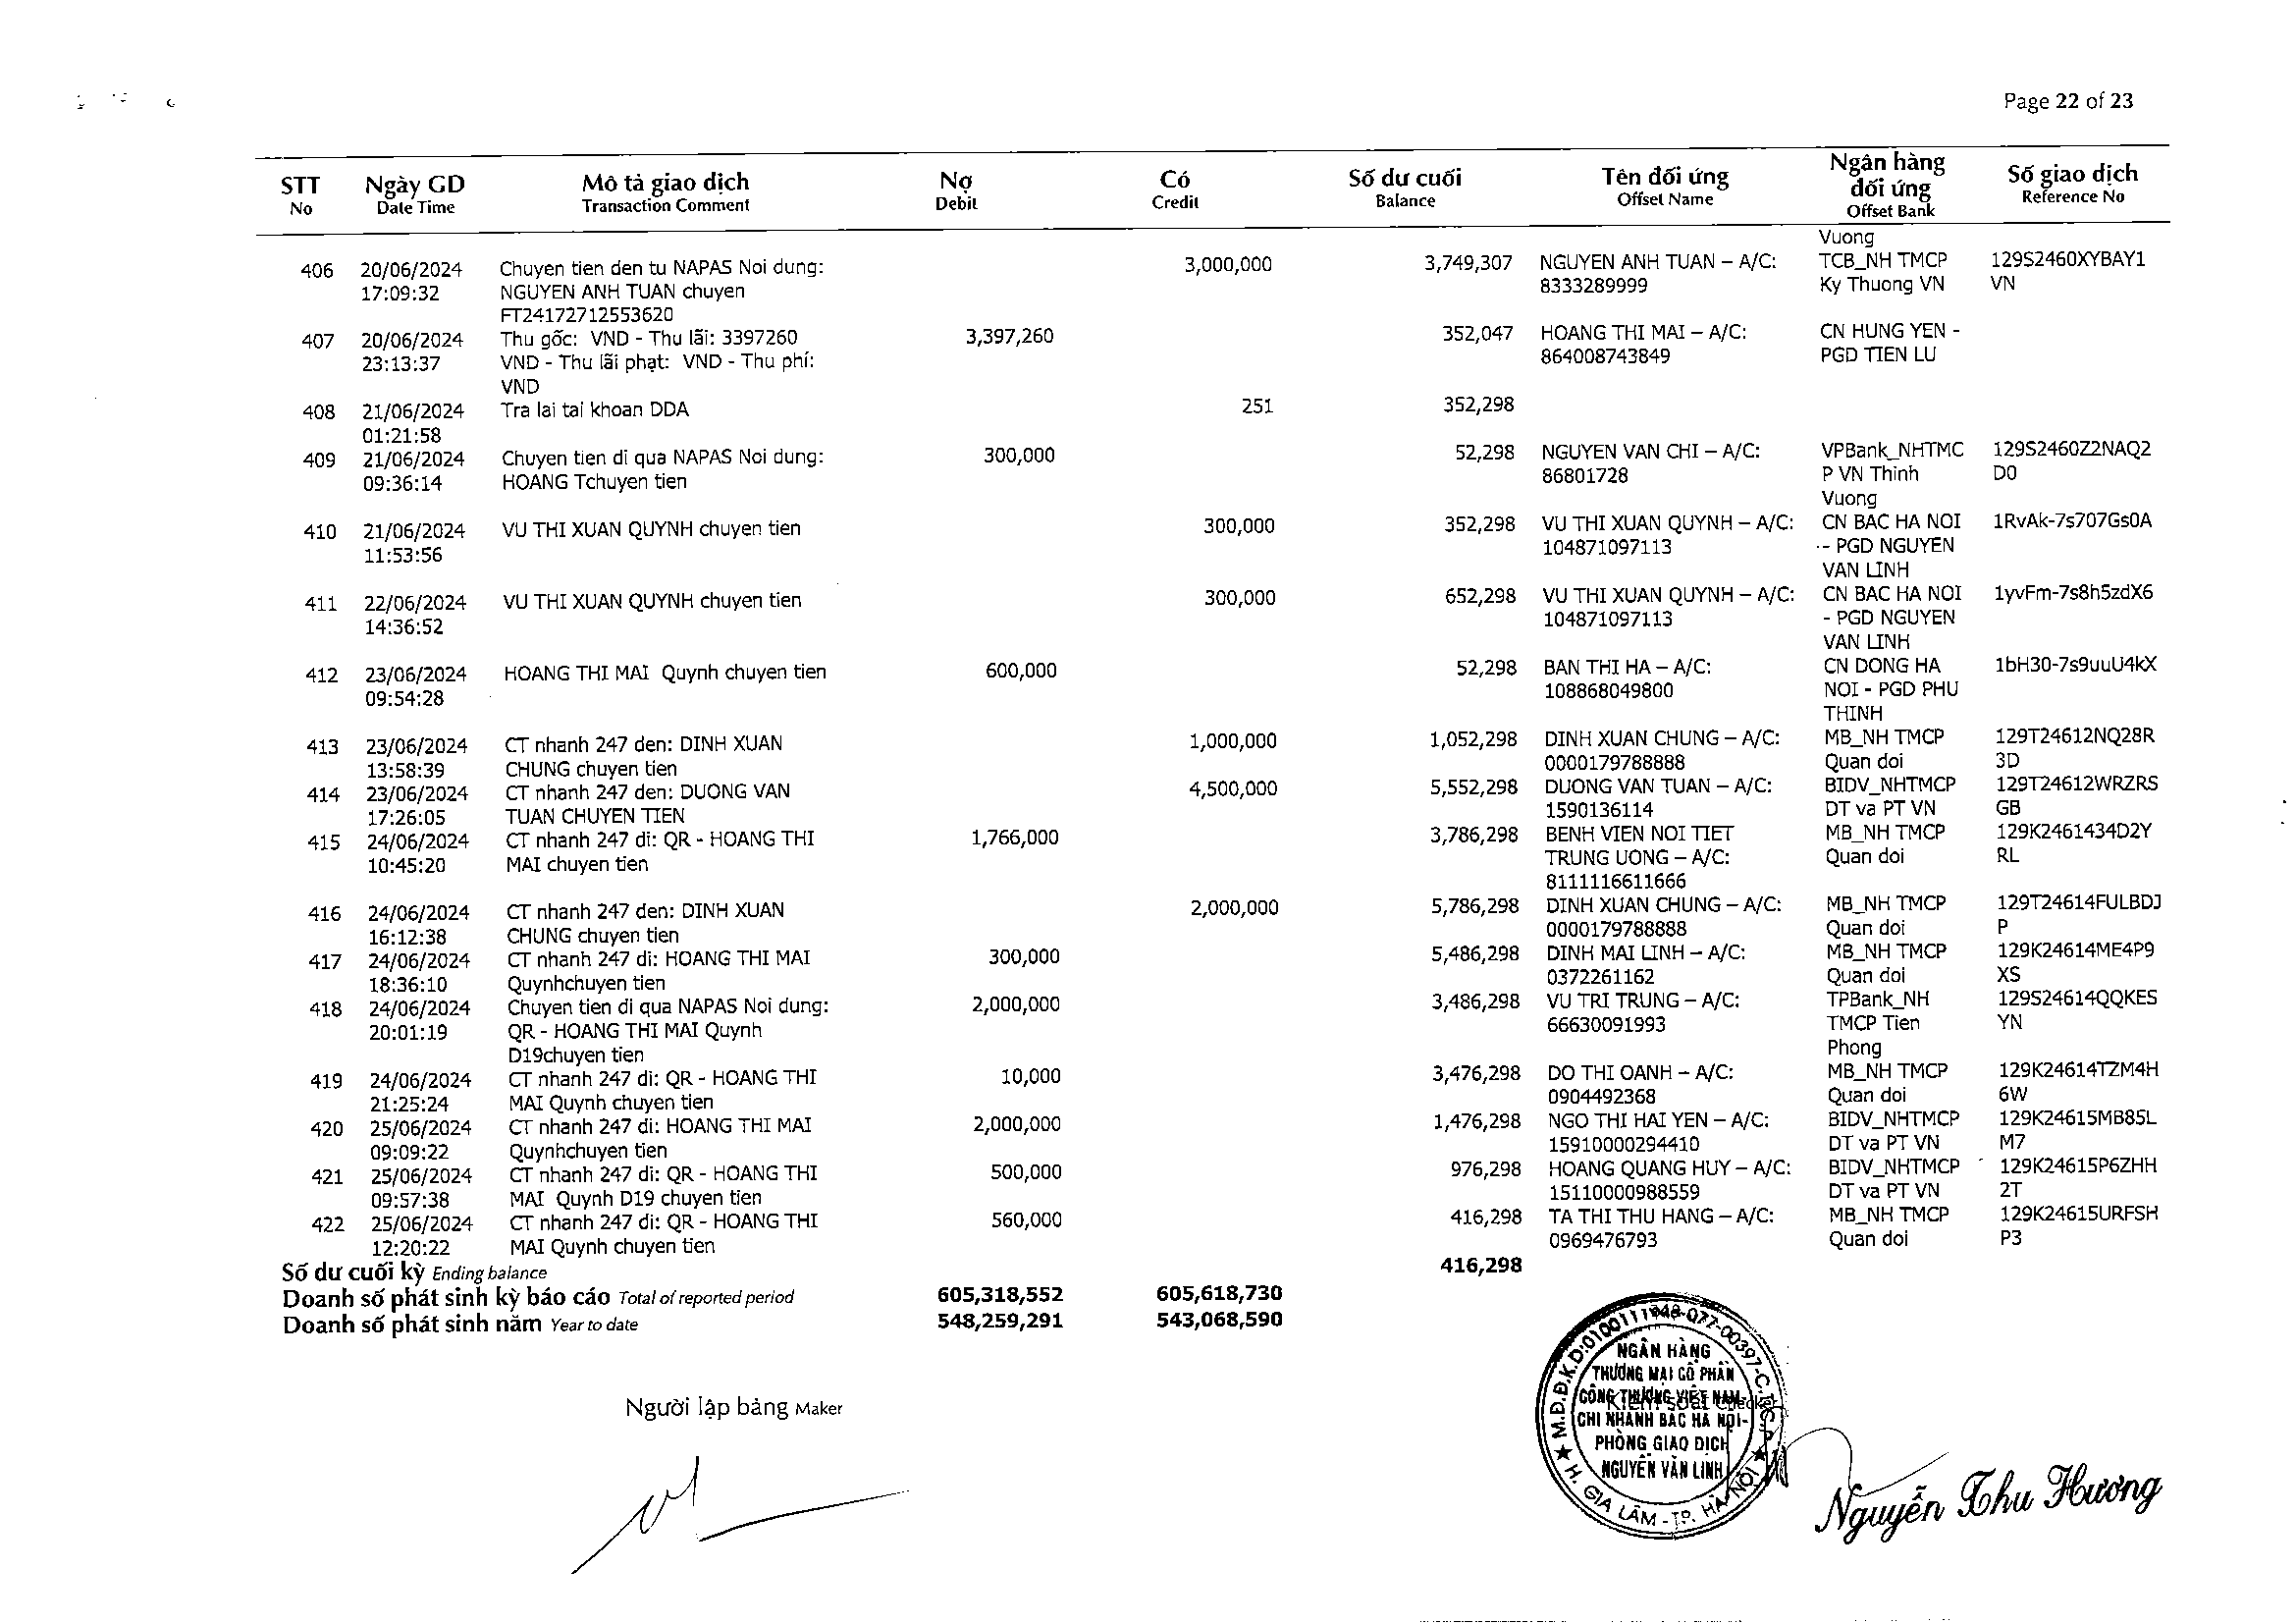 Page 22 of 23
STT Ngày GD Mô tả giao dịch Nợ Có Số dư cuối Tên đối ứng Ngân hàng đối ứng Số giao dịch
No Date Time Transaction Comment Debit Credit Balance Offset Name Offset Bank Reference No
Vuong
406 20/06/2024 Chuyen tien den tu NAPAS Noi dung: 3,000,000 3,749,307 NGUYEN ANH TUAN – A/C: TCB_NH TMCP 129S2460XYBAY1
17:09:32 NGUYEN ANH TUAN chuyen 8333289999 Ky Thuong VN VN
FT24172712553620
407 20/06/2024 Thu gốc: VND - Thu lãi: 3397260 3,397,260 352,047 HOANG THI MAI – A/C: CN HUNG YEN -
23:13:37 VND - Thu lãi phạt: VND - Thu phí: 864008743849 PGD TIEN LU
VND
408 21/06/2024 Tra lai tai khoan DDA 251 352,298
01:21:58
409 21/06/2024 Chuyen tien di qua NAPAS Noi dung: 300,000 52,298 NGUYEN VAN CHI – A/C: VPBank_NHTMC 129S2460Z2NAQ2
09:36:14 HOANG Tchuyen tien 86801728 P VN Thinh D0
Vuong
410 21/06/2024 VU THI XUAN QUYNH chuyen tien 300,000 352,298 VU THI XUAN QUYNH – A/C: CN BAC HA NOI 1RvAk-7s707Gs0A
11:53:56 104871097113 - PGD NGUYEN
VAN LINH
411 22/06/2024 VU THI XUAN QUYNH chuyen tien 300,000 652,298 VU THI XUAN QUYNH – A/C: CN BAC HA NOI 1yvFm-7s8h5zdX6
14:36:52 104871097113 - PGD NGUYEN
VAN LINH
412 23/06/2024 HOANG THI MAI Quynh chuyen tien 600,000 52,298 BAN THI HA – A/C: CN DONG HA 1bH30-7s9uuU4kX
09:54:28 108868049800 NOI - PGD PHU
THINH
413 23/06/2024 CT nhanh 247 den: DINH XUAN 1,000,000 1,052,298 DINH XUAN CHUNG – A/C: MB_NH TMCP 129T24612NQ28R
13:58:39 CHUNG chuyen tien 0000179788888 Quan doi 3D
414 23/06/2024 CT nhanh 247 den: DUONG VAN 4,500,000 5,552,298 DUONG VAN TUAN – A/C: BIDV_NHTMCP 129T24612WRZRS
17:26:05 TUAN CHUYEN TIEN 1590136114 DT va PT VN GB
415 24/06/2024 CT nhanh 247 di: QR - HOANG THI 1,766,000 3,786,298 BENH VIEN NOI TIET MB_NH TMCP 129K2461434D2Y
10:45:20 MAI chuyen tien TRUNG UONG – A/C: Quan doi RL
8111116611666
416 24/06/2024 CT nhanh 247 den: DINH XUAN 2,000,000 5,786,298 DINH XUAN CHUNG – A/C: MB_NH TMCP 129T24614FULBDJ
16:12:38 CHUNG chuyen tien 0000179788888 Quan doi P
417 24/06/2024 CT nhanh 247 di: HOANG THI MAI 300,000 5,486,298 DINH MAI LINH – A/C: MB_NH TMCP 129K24614ME4P9
18:36:10 Quynhchuyen tien 0372261162 Quan doi XS
418 24/06/2024 Chuyen tien di qua NAPAS Noi dung: 2,000,000 3,486,298 VU TRI TRUNG – A/C: TPBank_NH 129S24614QQKES
20:01:19 QR - HOANG THI MAI Quynh 66630091993 TMCP Tien YN
D19chuyen tien Phong
419 24/06/2024 CT nhanh 247 di: QR - HOANG THI 10,000 3,476,298 DO THI OANH – A/C: MB_NH TMCP 129K24614TZM4H
21:25:24 MAI Quynh chuyen tien 0904492368 Quan doi 6W
420 25/06/2024 CT nhanh 247 di: HOANG THI MAI 2,000,000 1,476,298 NGO THI HAI YEN – A/C: BIDV_NHTMCP 129K24615MB85L
09:09:22 Quynhchuyen tien 15910000294410 DT va PT VN M7
421 25/06/2024 CT nhanh 247 di: QR - HOANG THI 500,000 976,298 HOANG QUANG HUY – A/C: BIDV_NHTMCP 129K24615P6ZHH
09:57:38 MAI Quynh D19 chuyen tien 15110000988559 DT va PT VN 2T
422 25/06/2024 CT nhanh 247 di: QR - HOANG THI 560,000 416,298 TA THI THU HANG – A/C: MB_NH TMCP 129K24615URFSH
12:20:22 MAI Quynh chuyen tien 0969476793 Quan doi P3
Số dư cuối kỳ Ending balance 416,298
Doanh số phát sinh kỳ báo cáo Total of reported period 605,318,552 605,618,730
Doanh số phát sinh năm Year to date 548,259,291 543,068,590
Người lập bảng Maker
Kiểm soát Checker
NGÂN HÀNG
THƯƠNG MẠI CỔ PHẦN
CÔNG THƯƠNG VIỆT NAM-
CHI NHÁNH BẮC HÀ NỘI-
PHÒNG GIAO DỊCH
NGUYỄN VĂN LINH
H. GIA LÂM - TP. HÀ NỘI
Nguyễn Thu Hương